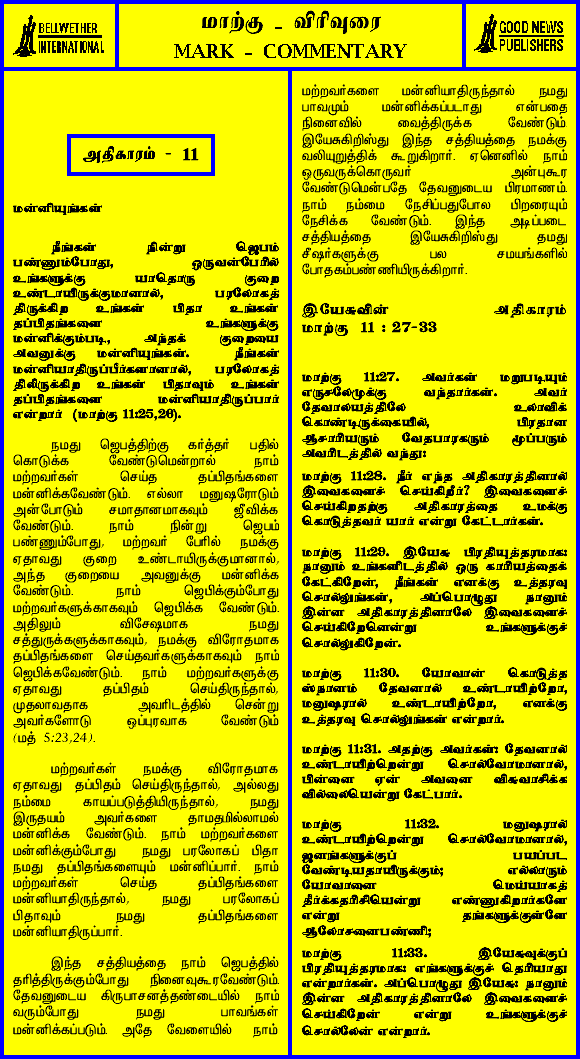 BELLWETHER
INTERNATIONAL
மாற்கு - விரிவுரை
MARK - COMMENTARY
GOOD NEWS
PUBLISHERS
அதிகாரம் - 11
மன்னியுங்கள்
நீங்கள் நின்று ஜெபம்
பண்ணும்போது, ஒருவன்பேரில்
உங்களுக்கு யாதொரு குறை
உண்டாயிருக்குமானால், பரலோகத்
திருக்கிற உங்கள் பிதா உங்கள்
தப்பிதங்களை உங்களுக்கு
மன்னிக்கும்படி, அந்தக் குறையை
அவனுக்கு மன்னியுங்கள். நீங்கள்
மன்னியாதிருப்பீர்களானால், பரலோகத்
திலிருக்கிற உங்கள் பிதாவும் உங்கள்
தப்பிதங்களை மன்னியாதிருப்பார்
என்றார் (மாற்கு 11:25,26).
நமது ஜெபத்திற்கு கர்த்தர் பதில்
கொடுக்க வேண்டுமென்றால் நாம்
மற்றவர்கள் செய்த தப்பிதங்களை
மன்னிக்கவேண்டும். எல்லா மனுஷரோடும்
அன்போடும் சமாதானமாகவும் ஜீவிக்க
வேண்டும். நாம் நின்று ஜெபம்
பண்ணும்போது, மற்றவர் பேரில் நமக்கு
ஏதாவது குறை உண்டாயிருக்குமானால்,
அந்த குறையை அவனுக்கு மன்னிக்க
வேண்டும். நாம் ஜெபிக்கும்போது
மற்றவர்களுக்காகவும் ஜெபிக்க வேண்டும்.
அதிலும் விசேஷமாக நமது
சத்துருக்களுக்காகவும், நமக்கு விரோதமாக
தப்பிதங்களை செய்தவர்களுக்காகவும் நாம்
ஜெபிக்கவேண்டும். நாம் மற்றவர்களுக்கு
ஏதாவது தப்பிதம் செய்திருந்தால்,
முதலாவதாக அவரிடத்தில் சென்று
அவர்களோடு ஒப்புரவாக வேண்டும்
(மத் 5:23,24).
மற்றவர்கள் நமக்கு விரோதமாக
ஏதாவது தப்பிதம் செய்திருந்தால், அல்லது
நம்மை காயப்படுத்தியிருந்தால், நமது
இருதயம் அவர்களை தாமதமில்லாமல்
மன்னிக்க வேண்டும். நாம் மற்றவர்களை
மன்னிக்கும்போது நமது பரலோகப் பிதா
நமது தப்பிதங்களையும் மன்னிப்பார். நாம்
மற்றவர்கள் செய்த தப்பிதங்களை
மன்னியாதிருந்தால், நமது பரலோகப்
பிதாவும் நமது தப்பிதங்களை
மன்னியாதிருப்பார்.
இந்த சத்தியத்தை நாம் ஜெபத்தில்
தரித்திருக்கும்போது நினைவுகூரவேண்டும்.
தேவனுடைய கிருபாசனத்தண்டையில் நாம்
வரும்போது நமது பாவங்கள்
மன்னிக்கப்படும். அதே வேளையில் நாம்
மற்றவர்களை மன்னியாதிருந்தால் நமது
பாவமும் மன்னிக்கப்படாது என்பதை
நினைவில் வைத்திருக்க வேண்டும்
இயேசுகிறிஸ்து இந்த சத்தியத்தை நமக்கு
வலியுறுத்திக் கூறுகிறார். ஏனெனில் நாம்
ஒருவருக்கொருவர் அன்புகூர
வேண்டுமென்பதே தேவனுடைய பிரமாணம்.
நாம் நம்மை நேசிப்பதுபோல பிறரையும்
நேசிக்க வேண்டும். இந்த அடிப்படை
சத்தியத்தை இயேசுகிறிஸ்து தமது
சீஷர்களுக்கு பல சமயங்களில்
போதகம்பண்ணியிருக்கிறார்.
இயேசுவின் அதிகாரம்
மாற்கு 11 : 27-33
மாற்கு 11:27. அவர்கள் மறுபடியும்
எருசலேமுக்கு வந்தார்கள். அவர்
தேவாலயத்திலே உலாவிக்
கொண்டிருக்கையில், பிரதான
ஆசாரியரும் வேதபாரகரும் மூப்பரும்
அவரிடத்தில் வந்து:
மாற்கு 11:28. நீர் எந்த அதிகாரத்தினால்
இவைகளைச் செய்கிறீர்? இவைகளைச்
செய்கிறதற்கு அதிகாரத்தை உமக்கு
கொடுத்தவர் யார் என்று கேட்டார்கள்.
மாற்கு 11:29. இயேசு பிரதியுத்தரமாக:
நானும் உங்களிடத்தில் ஒரு காரியத்தைக்
கேட்கிறேன், நீங்கள் எனக்கு உத்தரவு
சொல்லுங்கள், அப்பொழுது நானும்
இன்ன அதிகாரத்தினாலே இவைகளைச்
செய்கிறேனென்று உங்களுக்குச்
சொல்லுகிறேன்.
மாற்கு 11:30. யோவான் கொடுத்த
ஸ்நானம் தேவனால் உண்டாயிற்றோ,
மனுஷரால் உண்டாயிற்றோ, எனக்கு
உத்தரவு சொல்லுங்கள் என்றார்.
மாற்கு 11:31. அதற்கு அவர்கள்: தேவனால்
உண்டாயிற்றென்று சொல்வோமானால்,
பின்னை ஏன் அவனை விசுவாசிக்க
வில்லையென்று கேட்பார்.
மாற்கு 11:32. மனுஷரால்
உண்டாயிற்றென்று சொல்வோமானால்,
ஜனங்களுக்குப் பயப்பட
வேண்டியதாயிருக்கும்; எல்லாரும்
யோவானை மெய்யாகத்
தீர்க்கதரிசியென்று எண்ணுகிறார்களே
என்று தங்களுக்குள்ளே
ஆலோசனைபண்ணி;
மாற்கு 11:33. இயேசுவுக்குப்
பிரதியுத்தரமாக: எங்களுக்குச் தெரியாது
என்றார்கள். அப்பொழுது இயேசு: நானும்
இன்ன அதிகாரத்தினாலே இவைகளைச்
செய்கிறேன் என்று உங்களுக்குச்
சொல்லேன் என்றார்.